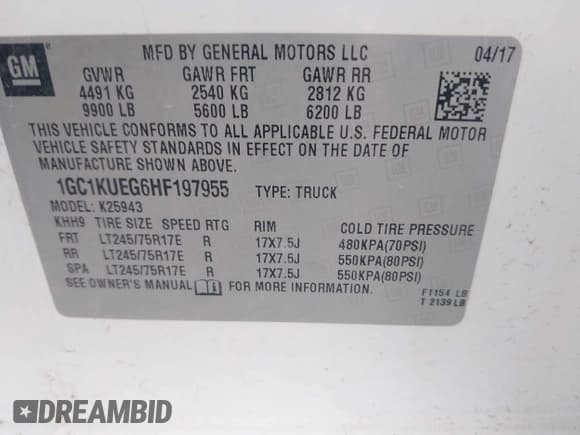 GM
MFD BY GENERAL MOTORS LLC 04/17
GVWR GAWR FRT GAWR RR
4491 KG 2540 KG 2812 KG
9900 LB 5600 LB 6200 LB
THIS VEHICLE CONFORMS TO ALL APPLICABLE U.S. FEDERAL MOTOR
VEHICLE SAFETY STANDARDS IN EFFECT ON THE DATE OF
MANUFACTURE SHOWN ABOVE.
1GC1KUEG6HF197955 TYPE: TRUCK
MODEL: K25943
KHH9 TIRE SIZE SPEED RTG RIM COLD TIRE PRESSURE
FRT LT245/75R17E R 17X7.5J 480KPA(70PSI)
RR LT245/75R17E R 17X7.5J 550KPA(80PSI)
SPA LT245/75R17E R 17X7.5J 550KPA(80PSI)
SEE OWNER'S MANUAL FOR MORE INFORMATION.
F1154 LB
T 2139 LB
DREAMBID